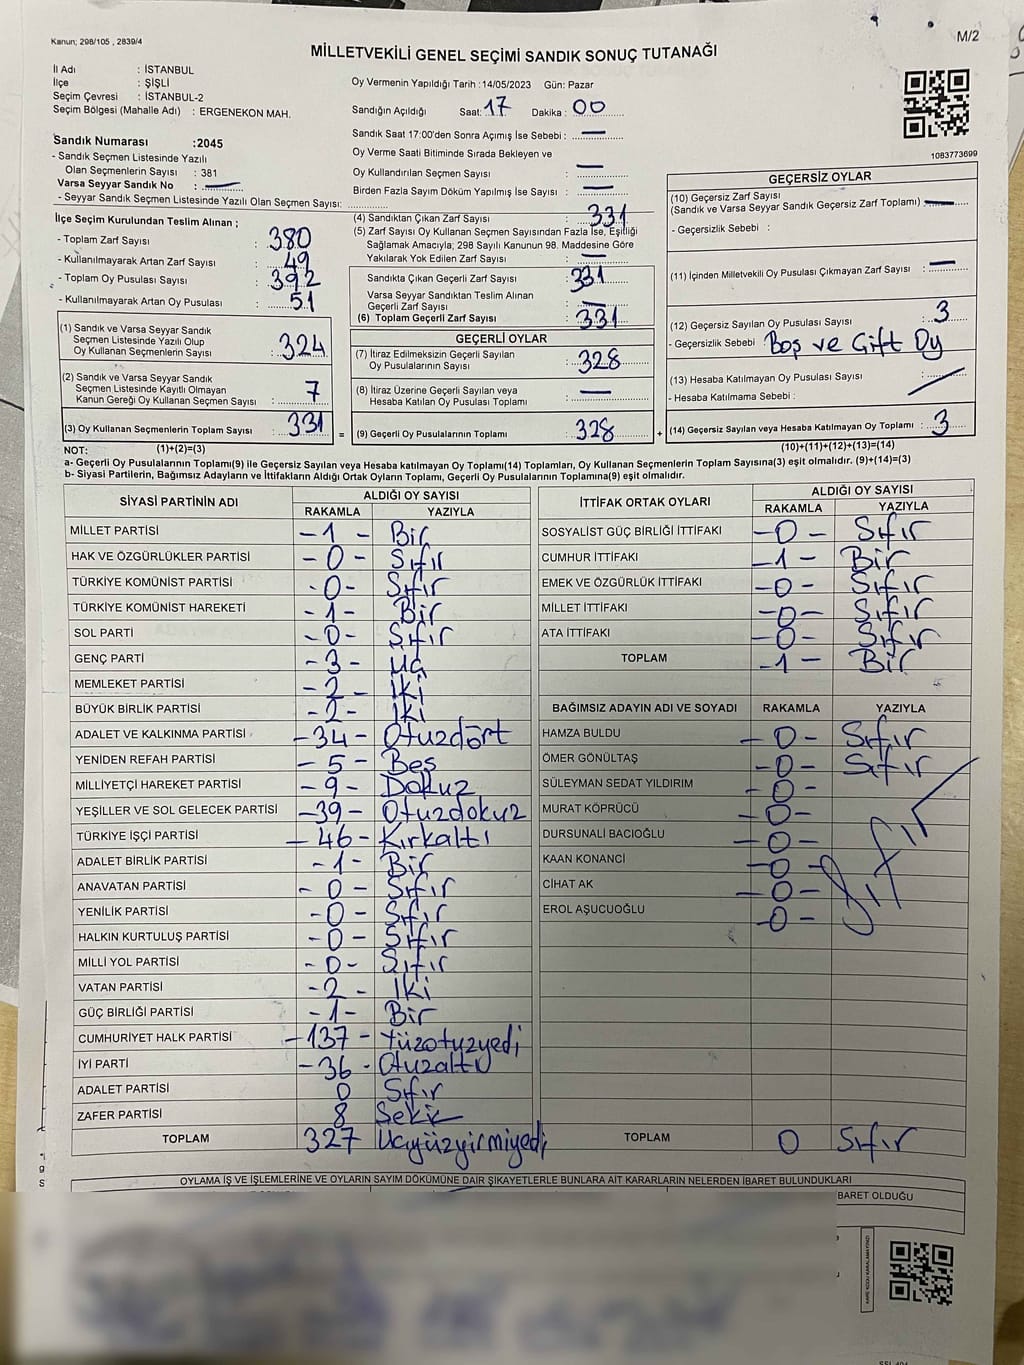 Kanun; 298/105 , 2839/4
M/2
MİLLETVEKİLİ GENEL SEÇİMİ SANDIK SONUÇ TUTANAĞI
İl Adı : İSTANBUL
İlçe : ŞİŞLİ
Seçim Çevresi : İSTANBUL-2
Seçim Bölgesi (Mahalle Adı) : ERGENEKON MAH.
Sandık Numarası :2045
- Sandık Seçmen Listesinde Yazılı
Olan Seçmenlerin Sayısı : 381
Varsa Seyyar Sandık No : —
- Seyyar Sandık Seçmen Listesinde Yazılı Olan Seçmen Sayısı:
Oy Vermenin Yapıldığı Tarih : 14/05/2023 Gün: Pazar
Sandığın Açıldığı Saat: 17 Dakika : 00
Sandık Saat 17:00'den Sonra Açımış İse Sebebi : —
Oy Verme Saati Bitiminde Sırada Bekleyen ve
Oy Kullandırılan Seçmen Sayısı : —
Birden Fazla Sayım Döküm Yapılmış İse Sayısı : —
1083773699
İlçe Seçim Kurulundan Teslim Alınan ;
- Toplam Zarf Sayısı : 380
- Kullanılmayarak Artan Zarf Sayısı : 49
- Toplam Oy Pusulası Sayısı : 392
- Kullanılmayarak Artan Oy Pusulası : 51
(1) Sandık ve Varsa Seyyar Sandık
Seçmen Listesinde Yazılı Olup
Oy Kullanan Seçmenlerin Sayısı : 324
(2) Sandık ve Varsa Seyyar Sandık
Seçmen Listesinde Kayıtlı Olmayan
Kanun Gereği Oy Kullanan Seçmen Sayısı : 7
(3) Oy Kullanan Seçmenlerin Toplam Sayısı : 331
(1)+(2)=(3)
(4) Sandıktan Çıkan Zarf Sayısı : 331
(5) Zarf Sayısı Oy Kullanan Seçmen Sayısından Fazla İse, Eşitliği
Sağlamak Amacıyla; 298 Sayılı Kanunun 98. Maddesine Göre
Yakılarak Yok Edilen Zarf Sayısı : —
Sandıkta Çıkan Geçerli Zarf Sayısı : 331
Varsa Seyyar Sandıktan Teslim Alınan
Geçerli Zarf Sayısı : —
(6) Toplam Geçerli Zarf Sayısı : 331
GEÇERLİ OYLAR
(7) İtiraz Edilmeksizin Geçerli Sayılan
Oy Pusulalarının Sayısı : 328
(8) İtiraz Üzerine Geçerli Sayılan veya
Hesaba Katılan Oy Pusulası Toplamı : —
= (9) Geçerli Oy Pusulalarının Toplamı : 328
GEÇERSİZ OYLAR
(10) Geçersiz Zarf Sayısı
(Sandık ve Varsa Seyyar Sandık Geçersiz Zarf Toplamı) : —
- Geçersizlik Sebebi :
(11) İçinden Milletvekili Oy Pusulası Çıkmayan Zarf Sayısı : —
(12) Geçersiz Sayılan Oy Pusulası Sayısı : 3
- Geçersizlik Sebebi : Boş ve Çift Oy
(13) Hesaba Katılmayan Oy Pusulası Sayısı :
- Hesaba Katılmama Sebebi :
+ (14) Geçersiz Sayılan veya Hesaba Katılmayan Oy Toplamı : 3
(10)+(11)+(12)+(13)=(14)
NOT:
a- Geçerli Oy Pusulalarının Toplamı(9) ile Geçersiz Sayılan veya Hesaba katılmayan Oy Toplamı(14) Toplamları, Oy Kullanan Seçmenlerin Toplam Sayısına(3) eşit olmalıdır. (9)+(14)=(3)
b- Siyasi Partilerin, Bağımsız Adayların ve İttifakların Aldığı Ortak Oyların Toplamı, Geçerli Oy Pusulalarının Toplamına(9) eşit olmalıdır.
SİYASİ PARTİNİN ADI ALDIĞI OY SAYISI
RAKAMLA YAZIYLA
MİLLET PARTİSİ -1- Bir
HAK VE ÖZGÜRLÜKLER PARTİSİ -0- Sıfır
TÜRKİYE KOMÜNİST PARTİSİ -0- Sıfır
TÜRKİYE KOMÜNİST HAREKETİ -1- Bir
SOL PARTİ -0- Sıfır
GENÇ PARTİ -3- Üç
MEMLEKET PARTİSİ -2- İki
BÜYÜK BİRLİK PARTİSİ -2- İki
ADALET VE KALKINMA PARTİSİ -34- Otuzdört
YENİDEN REFAH PARTİSİ -5- Beş
MİLLİYETÇİ HAREKET PARTİSİ -9- Dokuz
YEŞİLLER VE SOL GELECEK PARTİSİ -39- Otuzdokuz
TÜRKİYE İŞÇİ PARTİSİ -46- Kırkaltı
ADALET BİRLİK PARTİSİ -1- Bir
ANAVATAN PARTİSİ -0- Sıfır
YENİLİK PARTİSİ -0- Sıfır
HALKIN KURTULUŞ PARTİSİ -0- Sıfır
MİLLİ YOL PARTİSİ -0- Sıfır
VATAN PARTİSİ -2- İki
GÜÇ BİRLİĞİ PARTİSİ -1- Bir
CUMHURİYET HALK PARTİSİ -137- Yüzotuzyedi
İYİ PARTİ -36- Otuzaltı
ADALET PARTİSİ 0 Sıfır
ZAFER PARTİSİ 8 Sekiz
TOPLAM 327 Üçyüzyirmiyedi
İTTİFAK ORTAK OYLARI ALDIĞI OY SAYISI
RAKAMLA YAZIYLA
SOSYALİST GÜÇ BİRLİĞİ İTTİFAKI -0- Sıfır
CUMHUR İTTİFAKI -1- Bir
EMEK VE ÖZGÜRLÜK İTTİFAKI -0- Sıfır
MİLLET İTTİFAKI -0- Sıfır
ATA İTTİFAKI -0- Sıfır
TOPLAM -1- Bir
BAĞIMSIZ ADAYIN ADI VE SOYADI RAKAMLA YAZIYLA
HAMZA BULDU -0- Sıfır
ÖMER GÖNÜLTAŞ -0- Sıfır
SÜLEYMAN SEDAT YILDIRIM -0-
MURAT KÖPRÜCÜ -0-
DURSUNALİ BACIOĞLU -0-
KAAN KONANCİ -0- Sıfır
CİHAT AK -0-
EROL AŞUCUOĞLU -0-
TOPLAM 0 Sıfır
OYLAMA İŞ VE İŞLEMLERİNE VE OYLARIN SAYIM DÖKÜMÜNE DAİR ŞİKAYETLERLE BUNLARA AİT KARARLARIN NELERDEN İBARET BULUNDUKLARI
BARET OLDUĞU
KARE KODU KARALAMAYINIZ!